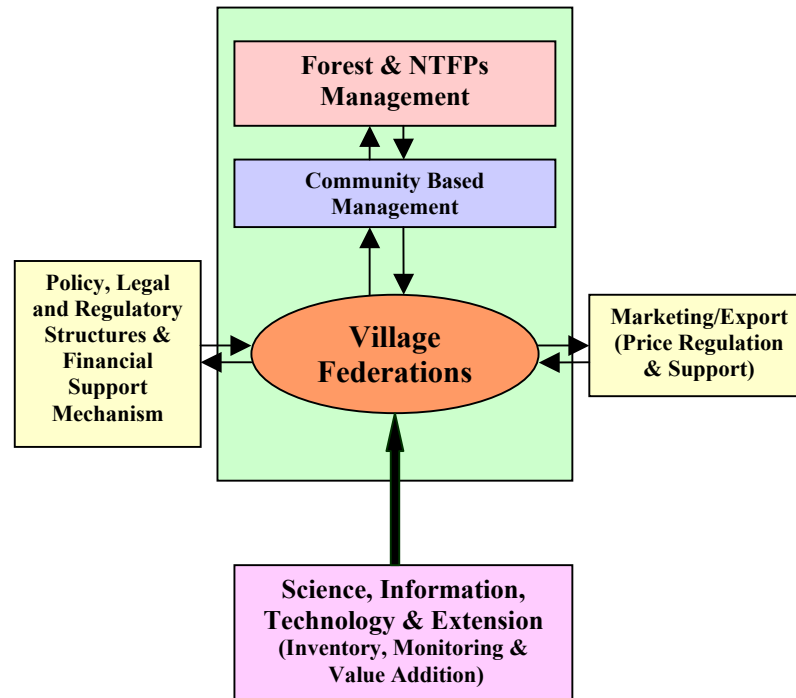 Forest & NTFPs
Management
Community Based
Management
Policy, Legal
and Regulatory
Structures &
Financial
Support
Mechanism
Village
Federations
Marketing/Export
(Price Regulation
& Support)
Science, Information,
Technology & Extension
(Inventory, Monitoring &
Value Addition)